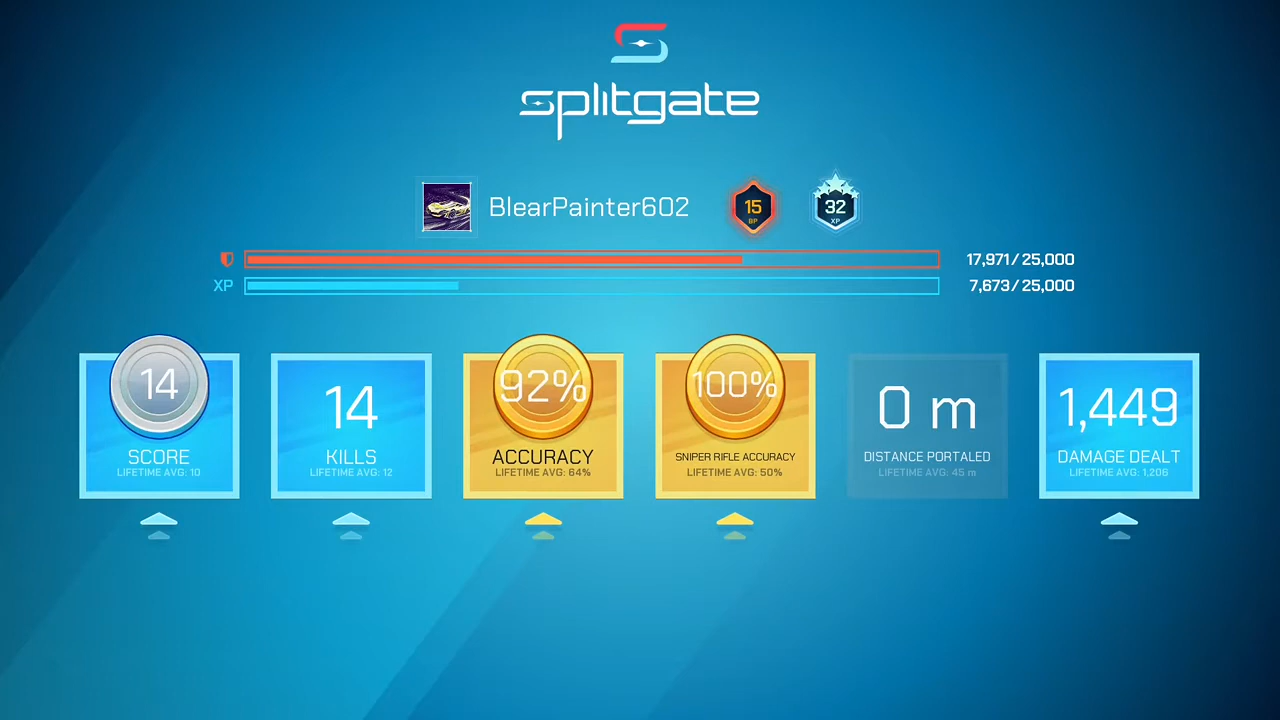 splitgate
BlearPainter602
15
BP
32
XP
17,971/25,000
XP
7,673/25,000
14
SCORE
LIFETIME AVG: 10
14
KILLS
LIFETIME AVG: 12
92%
ACCURACY
LIFETIME AVG: 64%
100%
SNIPER RIFLE ACCURACY
LIFETIME AVG: 50%
0 m
DISTANCE PORTALED
LIFETIME AVG: 45 m
1,449
DAMAGE DEALT
LIFETIME AVG: 1,206